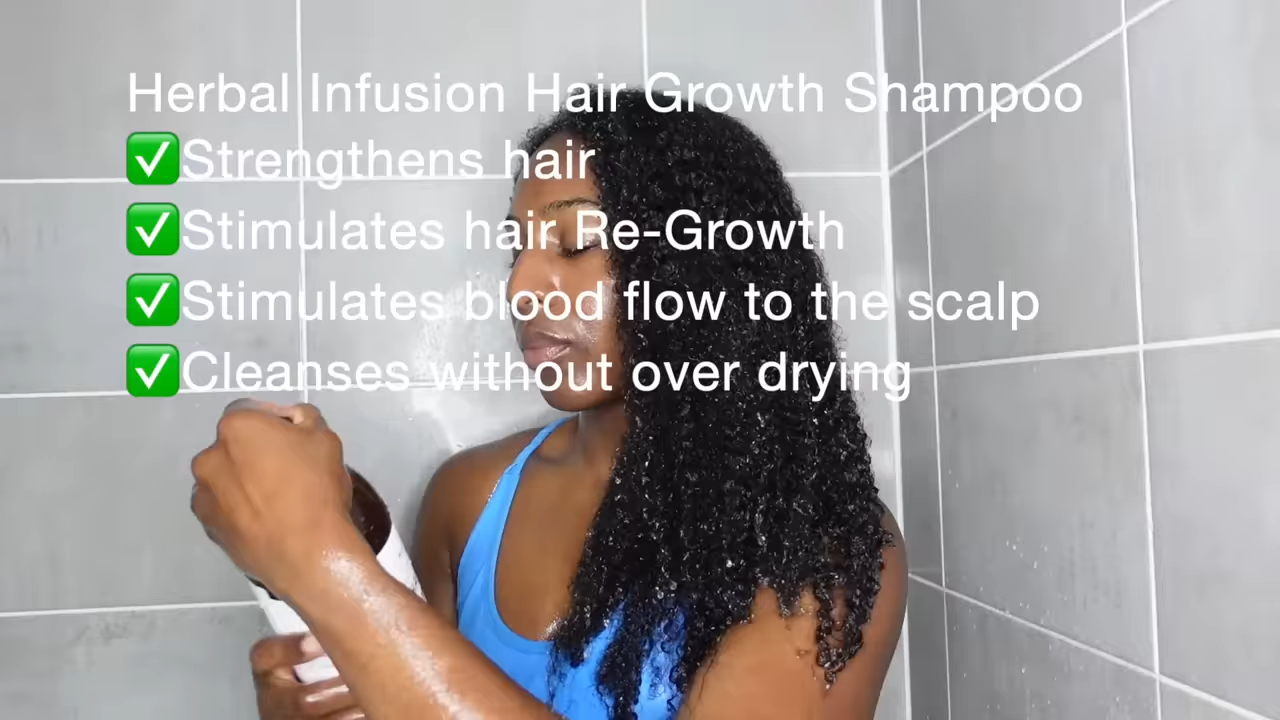 Herbal Infusion Hair Growth Shampoo
✅Strengthens hair
✅Stimulates hair Re-Growth
✅Stimulates blood flow to the scalp
✅Cleanses without over drying